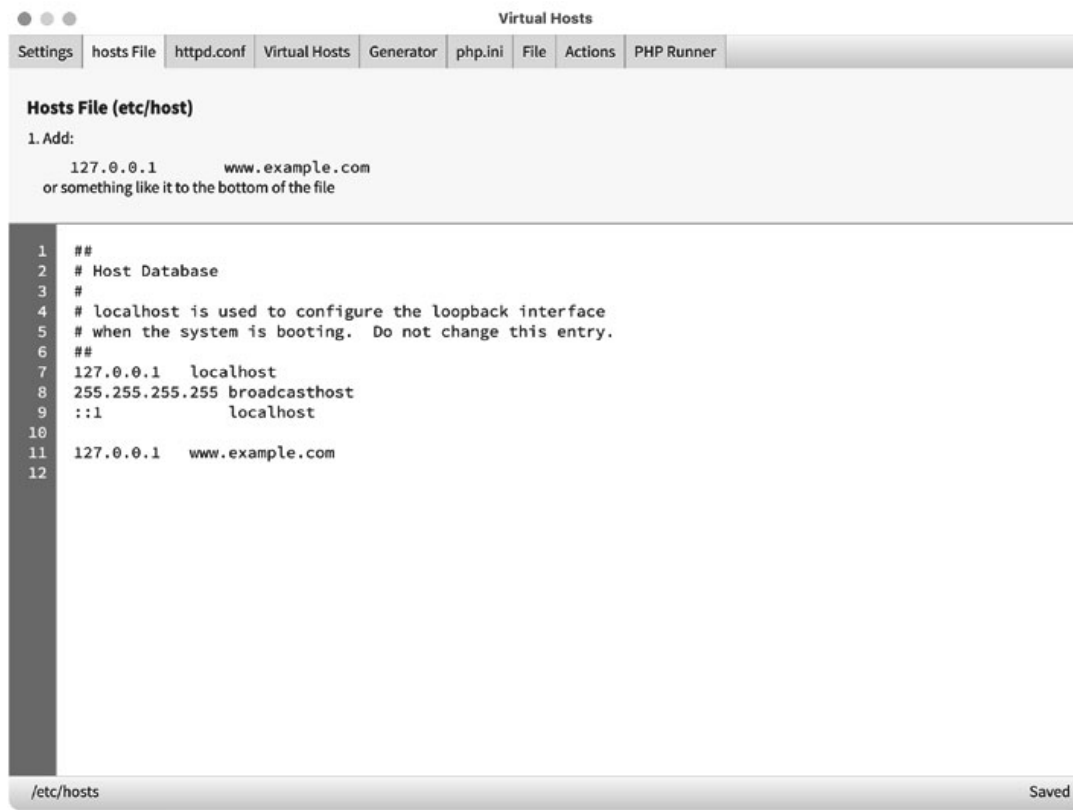 Virtual Hosts
Settings hosts File httpd.conf Virtual Hosts Generator php.ini File Actions PHP Runner
Hosts File (etc/host)
1. Add:
127.0.0.1 www.example.com
or something like it to the bottom of the file
1 ##
2 # Host Database
3 #
4 # localhost is used to configure the loopback interface
5 # when the system is booting.  Do not change this entry.
6 ##
7 127.0.0.1 localhost
8 255.255.255.255 broadcasthost
9 ::1 localhost
10
11 127.0.0.1 www.example.com
12
/etc/hosts Saved